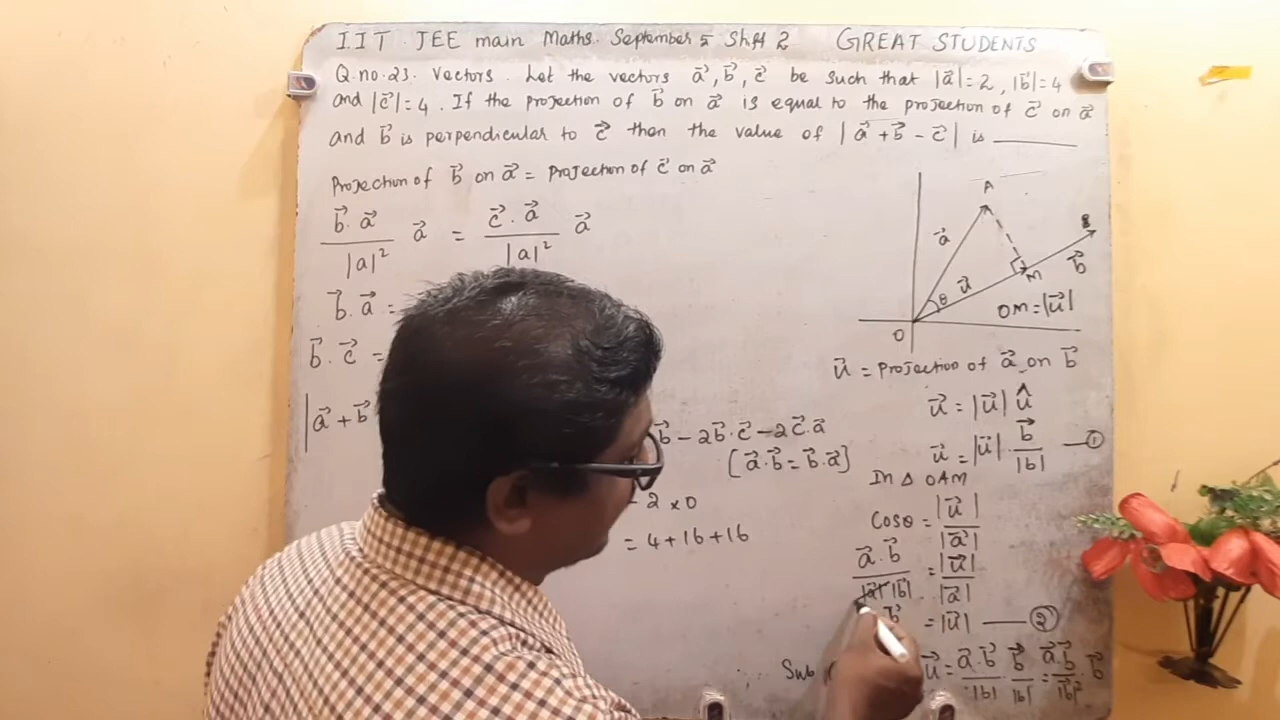 IIT JEE main Maths. September 5 Shift 2 GREAT STUDENTS
Q.no.23. Vectors. Let the vectors a⃗, b⃗, c⃗ be such that |a⃗|=2, |b⃗|=4
and |c⃗|=4. If the projection of b⃗ on a⃗ is equal to the projection of c⃗ on a⃗
and b⃗ is perpendicular to c⃗ then the value of |a⃗+b⃗-c⃗| is ______
Projection of b⃗ on a⃗ = Projection of c⃗ on a⃗
b⃗.a⃗/|a|² a⃗ = c⃗.a⃗/|a|² a⃗
b⃗.a⃗ =
b⃗.c⃗ =
|a⃗+b⃗
b⃗ - 2b⃗.c⃗ - 2c⃗.a⃗
[a⃗.b⃗ = b⃗.a⃗]
- 2×0
= 4+16+16
A
a⃗
B
b⃗
M
θ
u⃗
OM=|u⃗|
O
u⃗ = Projection of a⃗ on b⃗
u⃗ = |u⃗| û
u⃗ = |u⃗|. b⃗/|b| —①
In △ OAM
Cosθ = |u⃗|/|a⃗|
a⃗.b⃗/|a⃗||b⃗| = |u⃗|/|a⃗|
b⃗ = |u⃗| —②
Sub
u⃗ = a⃗.b⃗/|b| b⃗/|b| = a⃗.b⃗/|b⃗|² . b⃗